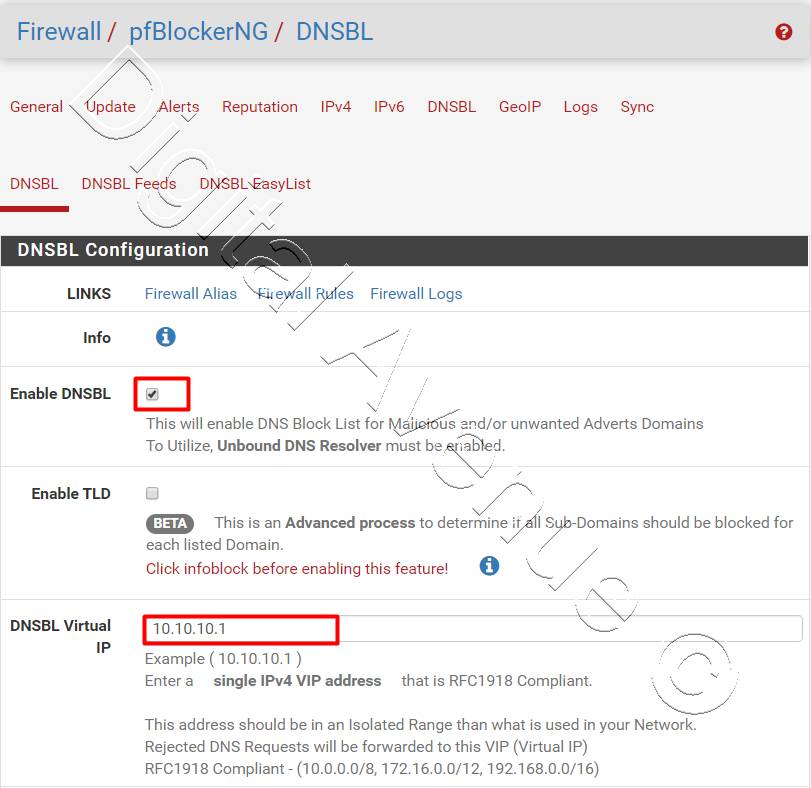 Firewall / pfBlockerNG / DNSBL
General Update Alerts Reputation IPv4 IPv6 DNSBL GeoIP Logs Sync
DNSBL DNSBL Feeds DNSBL EasyList
DNSBL Configuration
LINKS Firewall Alias Firewall Rules Firewall Logs
Info
Enable DNSBL
This will enable DNS Block List for Malicious and/or unwanted Adverts Domains
To Utilize, Unbound DNS Resolver must be enabled.
Enable TLD
BETA This is an Advanced process to determine if all Sub-Domains should be blocked for
each listed Domain.
Click infoblock before enabling this feature!
DNSBL Virtual IP 10.10.10.1
Example ( 10.10.10.1 )
Enter a single IPv4 VIP address that is RFC1918 Compliant.
This address should be in an Isolated Range than what is used in your Network.
Rejected DNS Requests will be forwarded to this VIP (Virtual IP)
RFC1918 Compliant - (10.0.0.0/8, 172.16.0.0/12, 192.168.0.0/16)
Digital Avenue ©